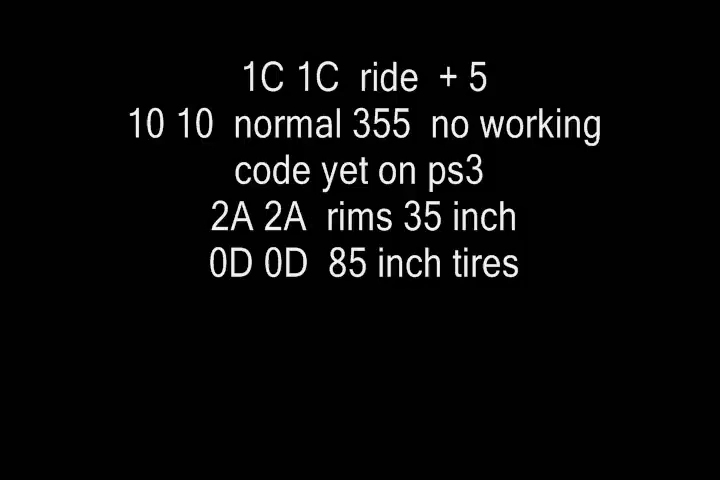 1C 1C  ride  + 5
10 10  normal 355  no working
code yet on ps3
2A 2A  rims 35 inch
0D 0D  85 inch tires